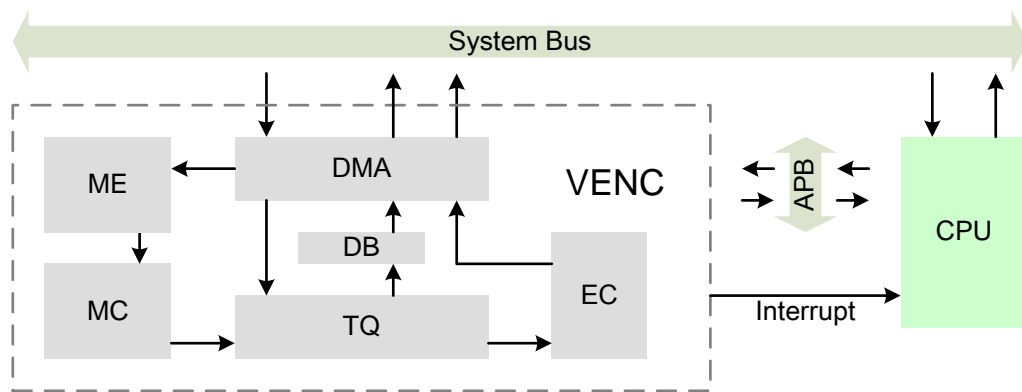 System Bus
ME
DMA
VENC
APB
CPU
DB
MC
TQ
EC
Interrupt